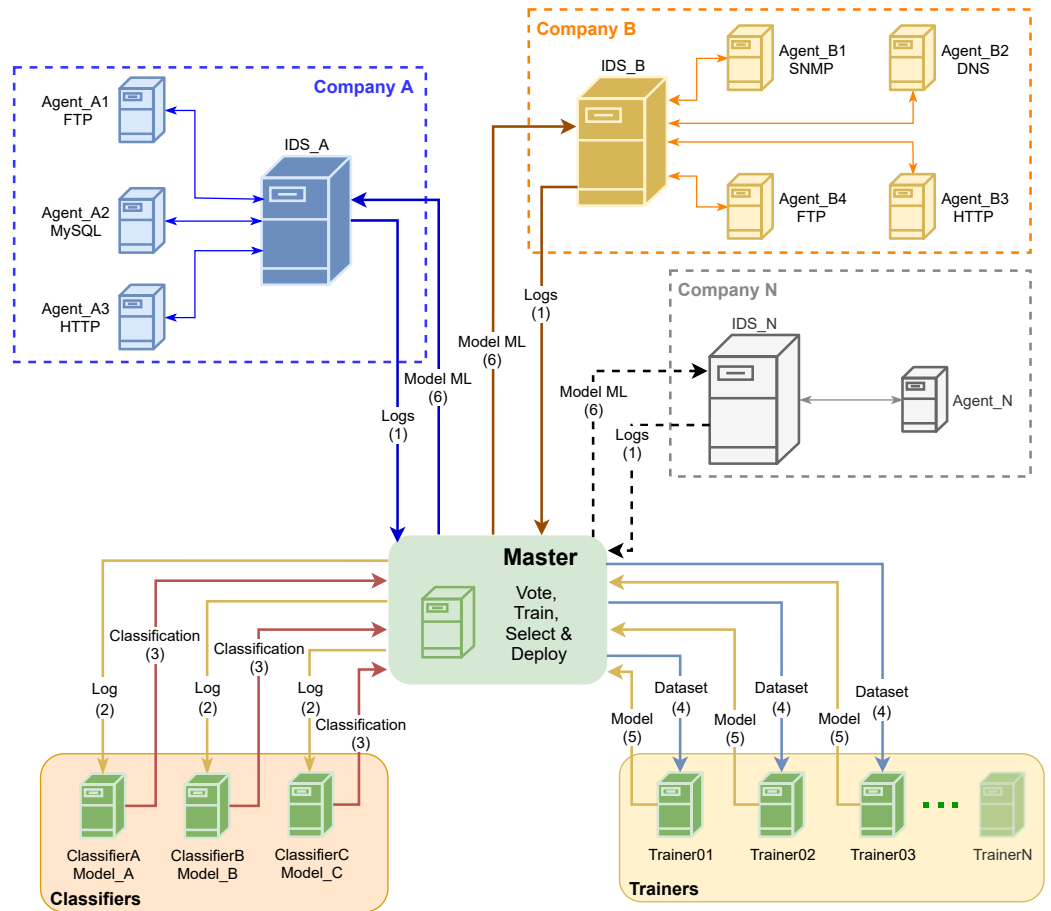 Company A
Agent_A1
FTP
IDS_A
Agent_A2
MySQL
Agent_A3
HTTP
Company B
IDS_B
Agent_B1
SNMP
Agent_B2
DNS
Agent_B4
FTP
Agent_B3
HTTP
Company N
IDS_N
Agent_N
Logs
(1)
Model ML
(6)
Model ML
(6)
Logs
(1)
Model ML
(6)
Logs
(1)
Master
Vote,
Train,
Select &
Deploy
Classification
(3)
Classification
(3)
Classification
(3)
Log
(2)
Log
(2)
Log
(2)
ClassifierA
Model_A
ClassifierB
Model_B
ClassifierC
Model_C
Classifiers
Dataset
(4)
Dataset
(4)
Dataset
(4)
Model
(5)
Model
(5)
Model
(5)
Trainer01
Trainer02
Trainer03
TrainerN
Trainers